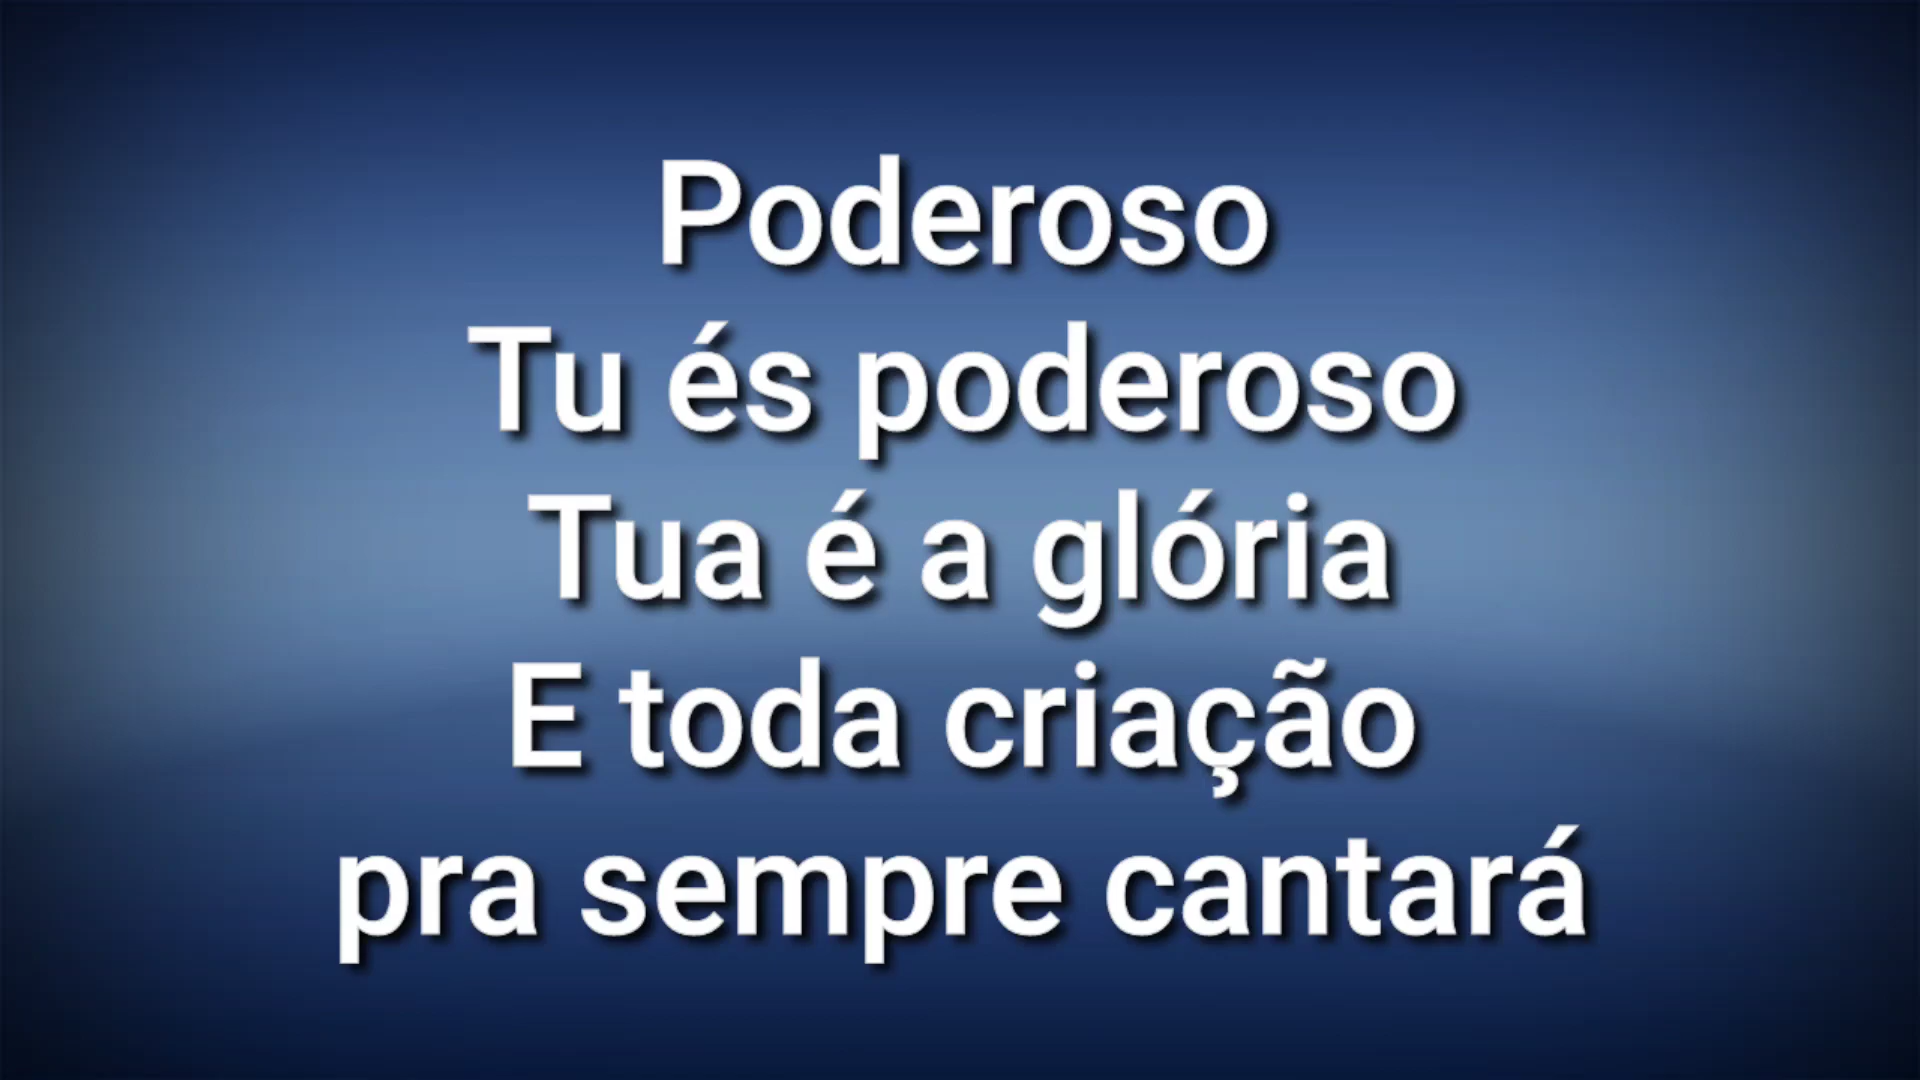 Poderoso
Tu és poderoso
Tua é a glória
E toda criação
pra sempre cantará